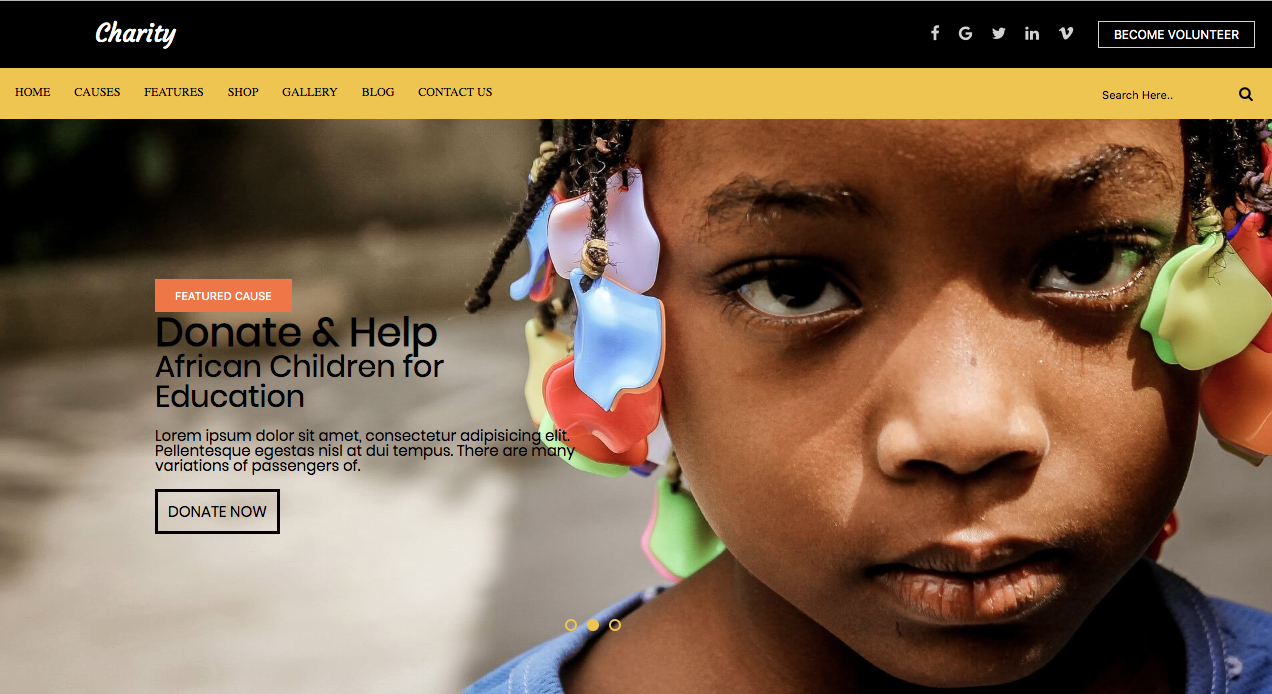 Charity
BECOME VOLUNTEER
HOME CAUSES FEATURES SHOP GALLERY BLOG CONTACT US
Search Here..
FEATURED CAUSE
Donate & Help
African Children for
Education
Lorem ipsum dolor sit amet, consectetur adipisicing elit.
Pellentesque egestas nisl at dui tempus. There are many
variations of passengers of.
DONATE NOW